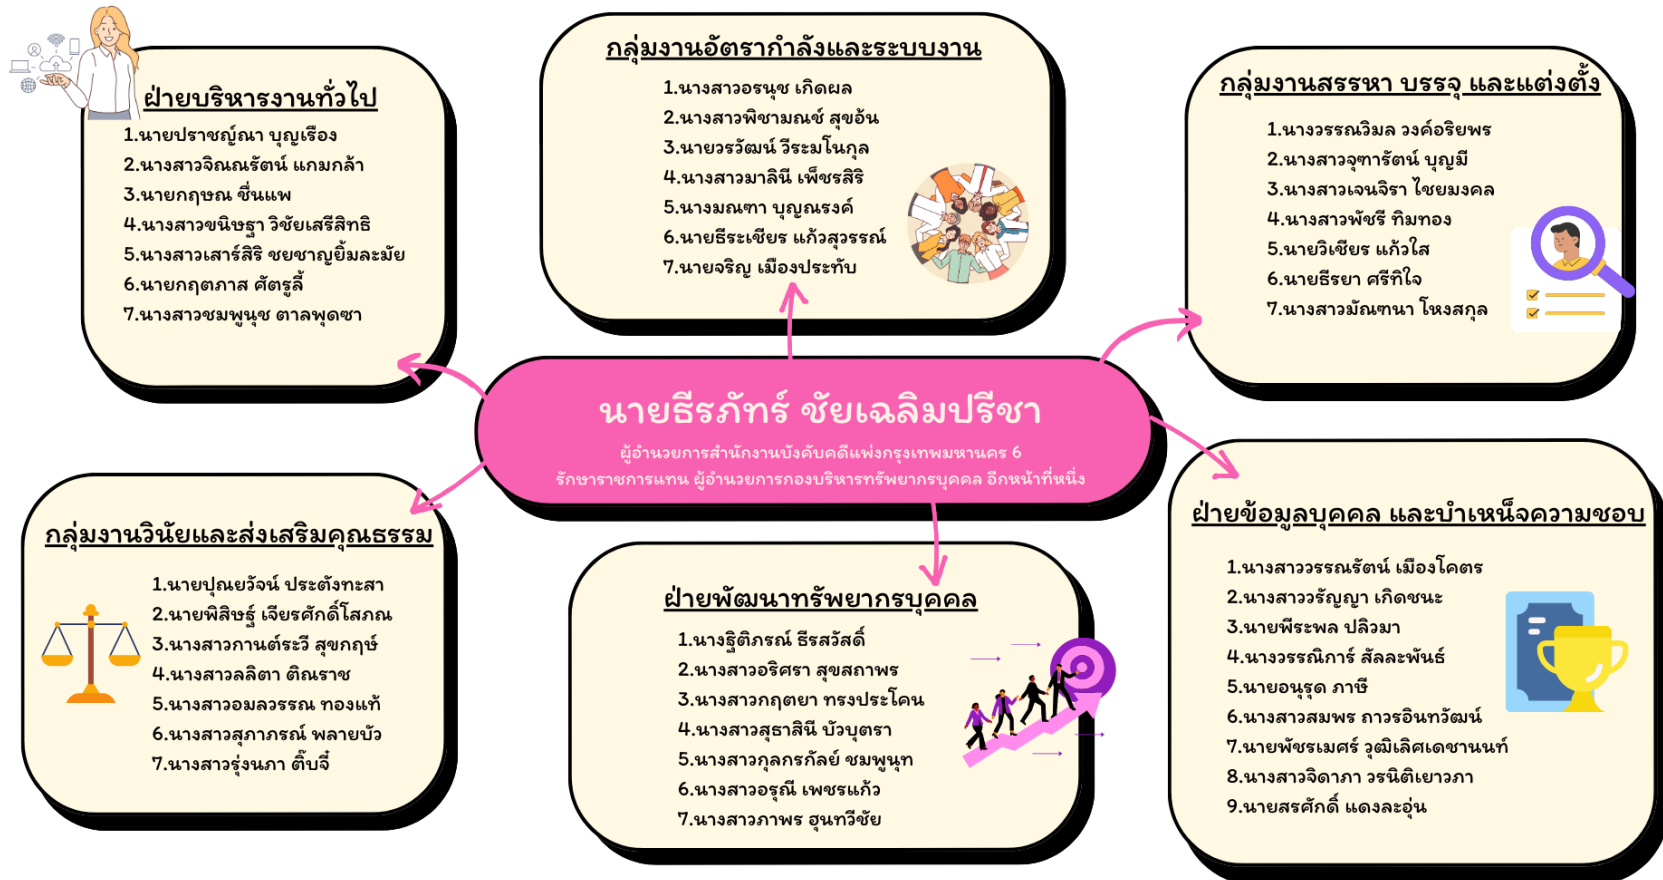 ฝ่ายบริหารงานทั่วไป
1.นายปราชญ์ณา บุญเรือง
2.นางสาวจิณณรัตน์ แกมกล้า
3.นายกฤษณ ชื่นแพ
4.นางสาวขนิษฐา วิชัยเสรีสิทธิ
5.นางสาวเสาร์สิริ ชยชาญยิ้มละมัย
6.นายกฤตภาส ศัตรูลี้
7.นางสาวชมพูนุช ตาลพุดซา
กลุ่มงานอัตรากำลังและระบบงาน
1.นางสาวอรนุช เกิดผล
2.นางสาวพิชามณช์ สุขอ้น
3.นายวรวัฒน์ วีระมโนกุล
4.นางสาวมาลินี เพ็ชรสิริ
5.นางมณฑา บุญณรงค์
6.นายธีระเชียร แก้วสุวรรณ์
7.นายจริญ เมืองประทับ
กลุ่มงานสรรหา บรรจุ และแต่งตั้ง
1.นางวรรณวิมล วงค์อริยพร
2.นางสาวจุฑารัตน์ บุญมี
3.นางสาวเจนจิรา ไชยมงคล
4.นางสาวพัชรี ทิมทอง
5.นายวิเชียร แก้วใส
6.นายธีรยา ศรีทิใจ
7.นางสาวมัณฑนา โหงสกุล
นายธีรภัทร์ ชัยเฉลิมปรีชา
ผู้อำนวยการสำนักงานบังคับคดีแพ่งกรุงเทพมหานคร 6
รักษาราชการแทน ผู้อำนวยการกองบริหารทรัพยากรบุคคล อีกหน้าที่หนึ่ง
กลุ่มงานวินัยและส่งเสริมคุณธรรม
1.นายปุณยวัจน์ ประตังทะสา
2.นายพิสิษฐ์ เจียรศักดิ์โสภณ
3.นางสาวกานต์ระวี สุขกฤษ์
4.นางสาวลลิตา ติณราช
5.นางสาวอมลวรรณ ทองแท้
6.นางสาวสุภาภรณ์ พลายบัว
7.นางสาวรุ่งนภา ติ๊บจี๋
ฝ่ายพัฒนาทรัพยากรบุคคล
1.นางฐิติภรณ์ ธีรสวัสดิ์
2.นางสาวอริศรา สุขสถาพร
3.นางสาวกฤตยา ทรงประโคน
4.นางสาวสุธาสินี บัวบุตรา
5.นางสาวกุลกรกัลย์ ชมพูนุท
6.นางสาวอรุณี เพชรแก้ว
7.นางสาวภาพร ฮุนทวีชัย
ฝ่ายข้อมูลบุคคล และบำเหน็จความชอบ
1.นางสาววรรณรัตน์ เมืองโคตร
2.นางสาววรัญญา เกิดชนะ
3.นายพีระพล ปลิวมา
4.นางวรรณิการ์ สัลละพันธ์
5.นายอนุรุด ภาษี
6.นางสาวสมพร ถาวรอินทวัฒน์
7.นายพัชรเมศร์ วุฒิเลิศเดชานนท์
8.นางสาวจิดาภา วรนิติเยาวภา
9.นายสรศักดิ์ แดงละอุ่น